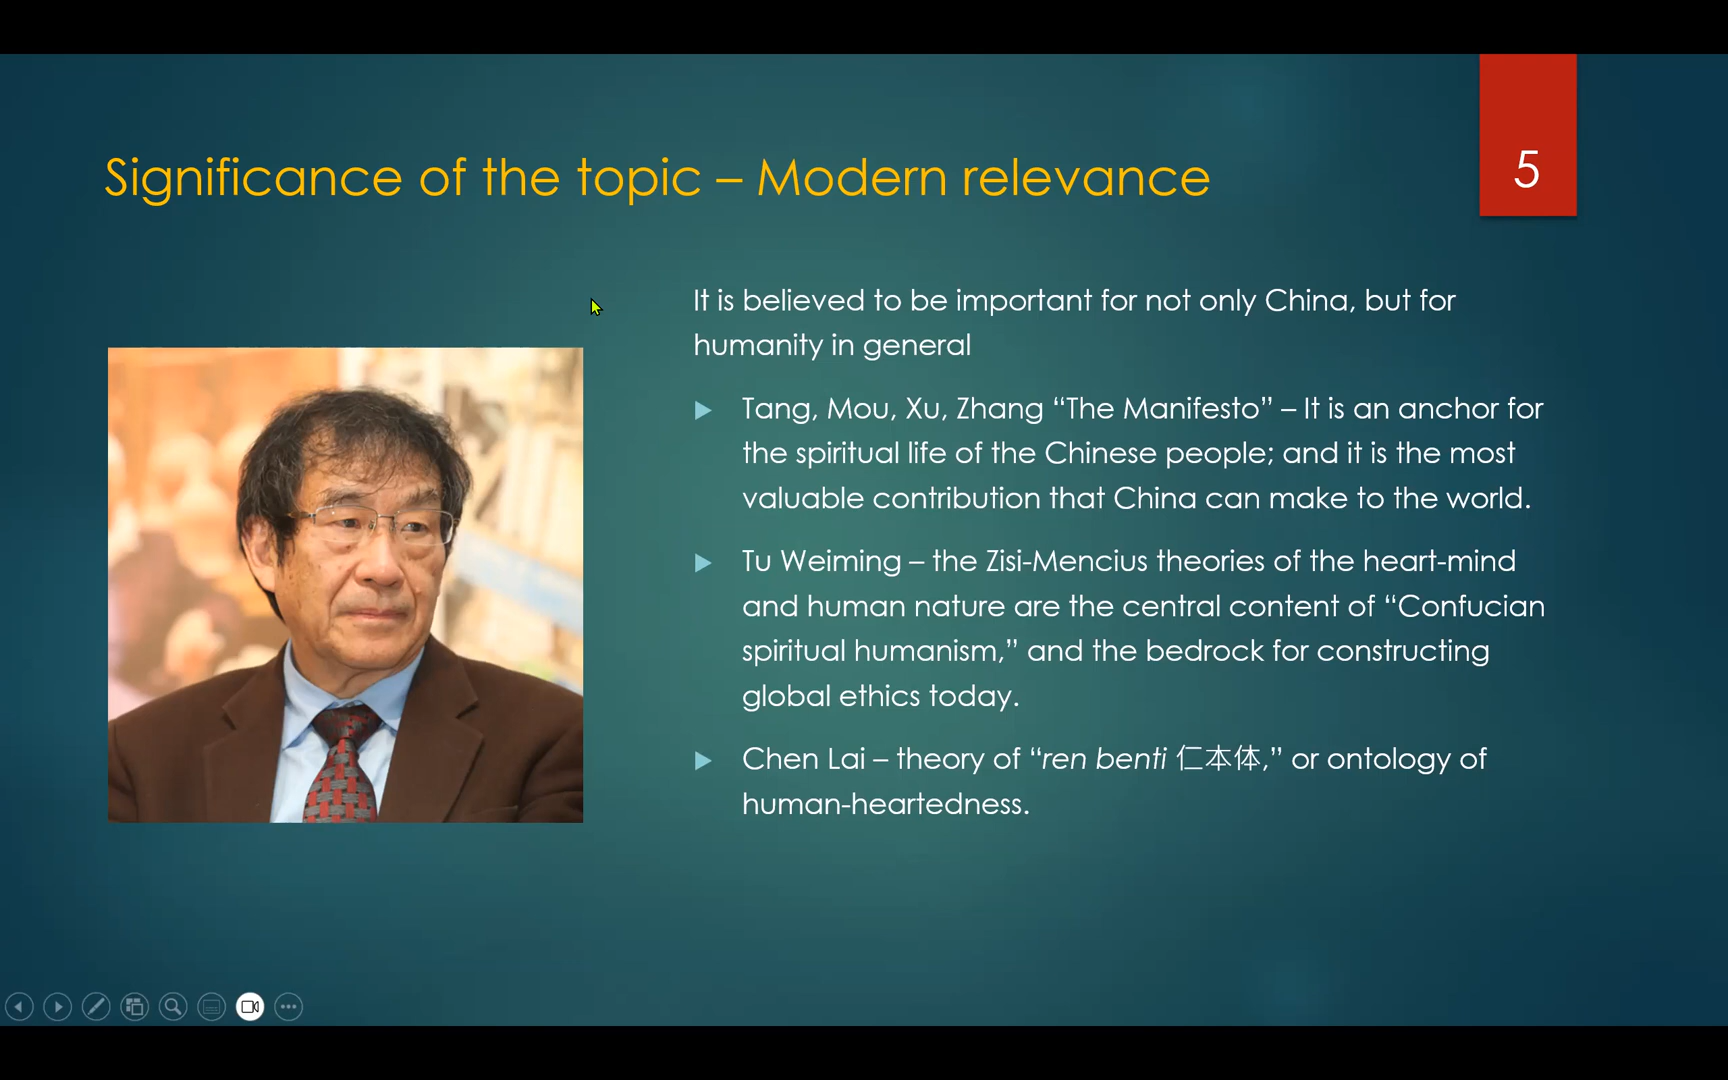 Significance of the topic – Modern relevance
5
It is believed to be important for not only China, but for
humanity in general
Tang, Mou, Xu, Zhang “The Manifesto” – It is an anchor for
the spiritual life of the Chinese people; and it is the most
valuable contribution that China can make to the world.
Tu Weiming – the Zisi-Mencius theories of the heart-mind
and human nature are the central content of “Confucian
spiritual humanism,” and the bedrock for constructing
global ethics today.
Chen Lai – theory of “ren benti 仁本体,” or ontology of
human-heartedness.